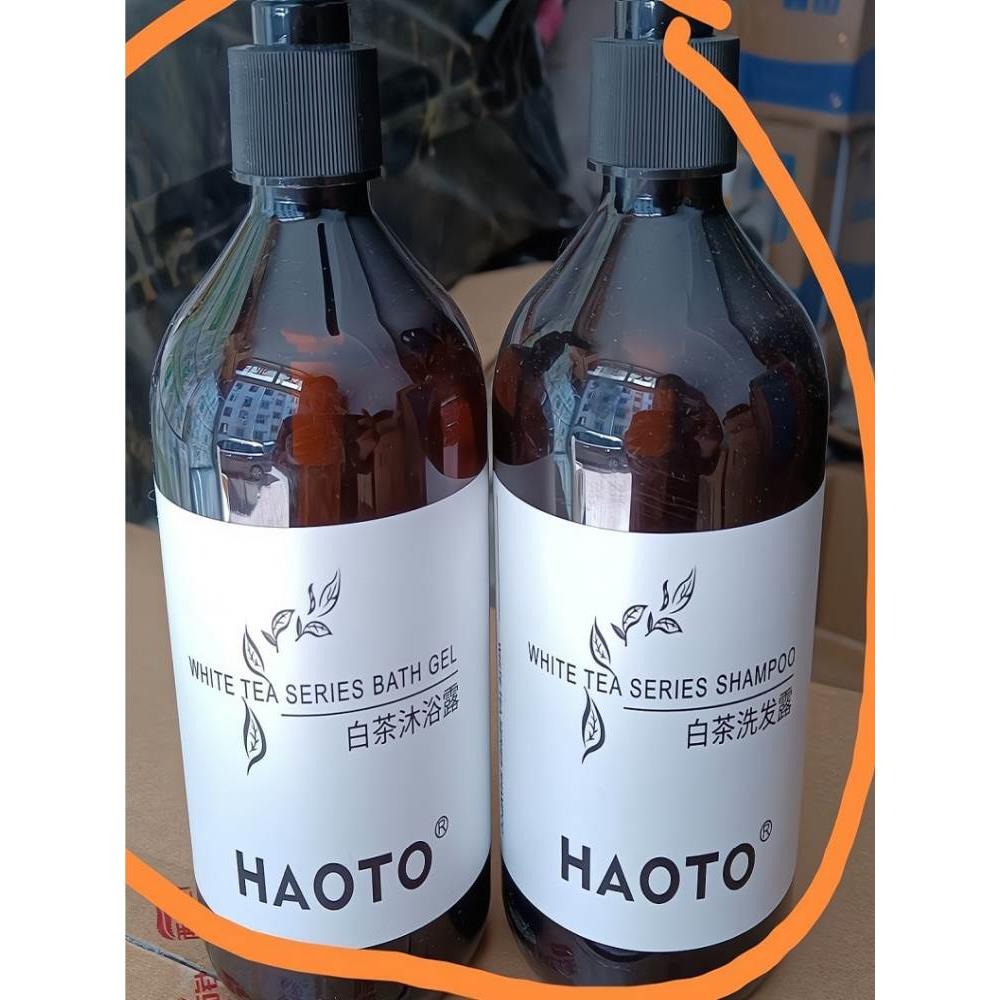 WHITE TEA SERIES BATH GEL
白茶沐浴露
HAOTO®
WHITE TEA SERIES SHAMPOO
白茶洗发露
HAOTO®